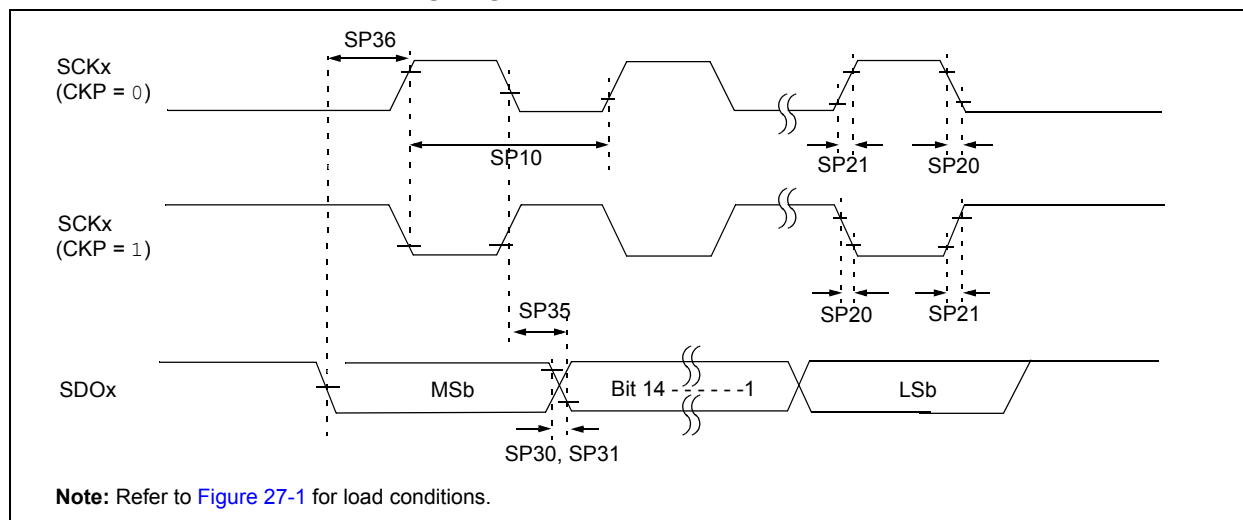 SP36
SCKx
(CKP = 0)
SP10
SP21
SP20
SCKx
(CKP = 1)
SP35
SP20
SP21
SDOx
MSb
Bit 14 - - - - - - -1
LSb
SP30, SP31
Note: Refer to Figure 27-1 for load conditions.